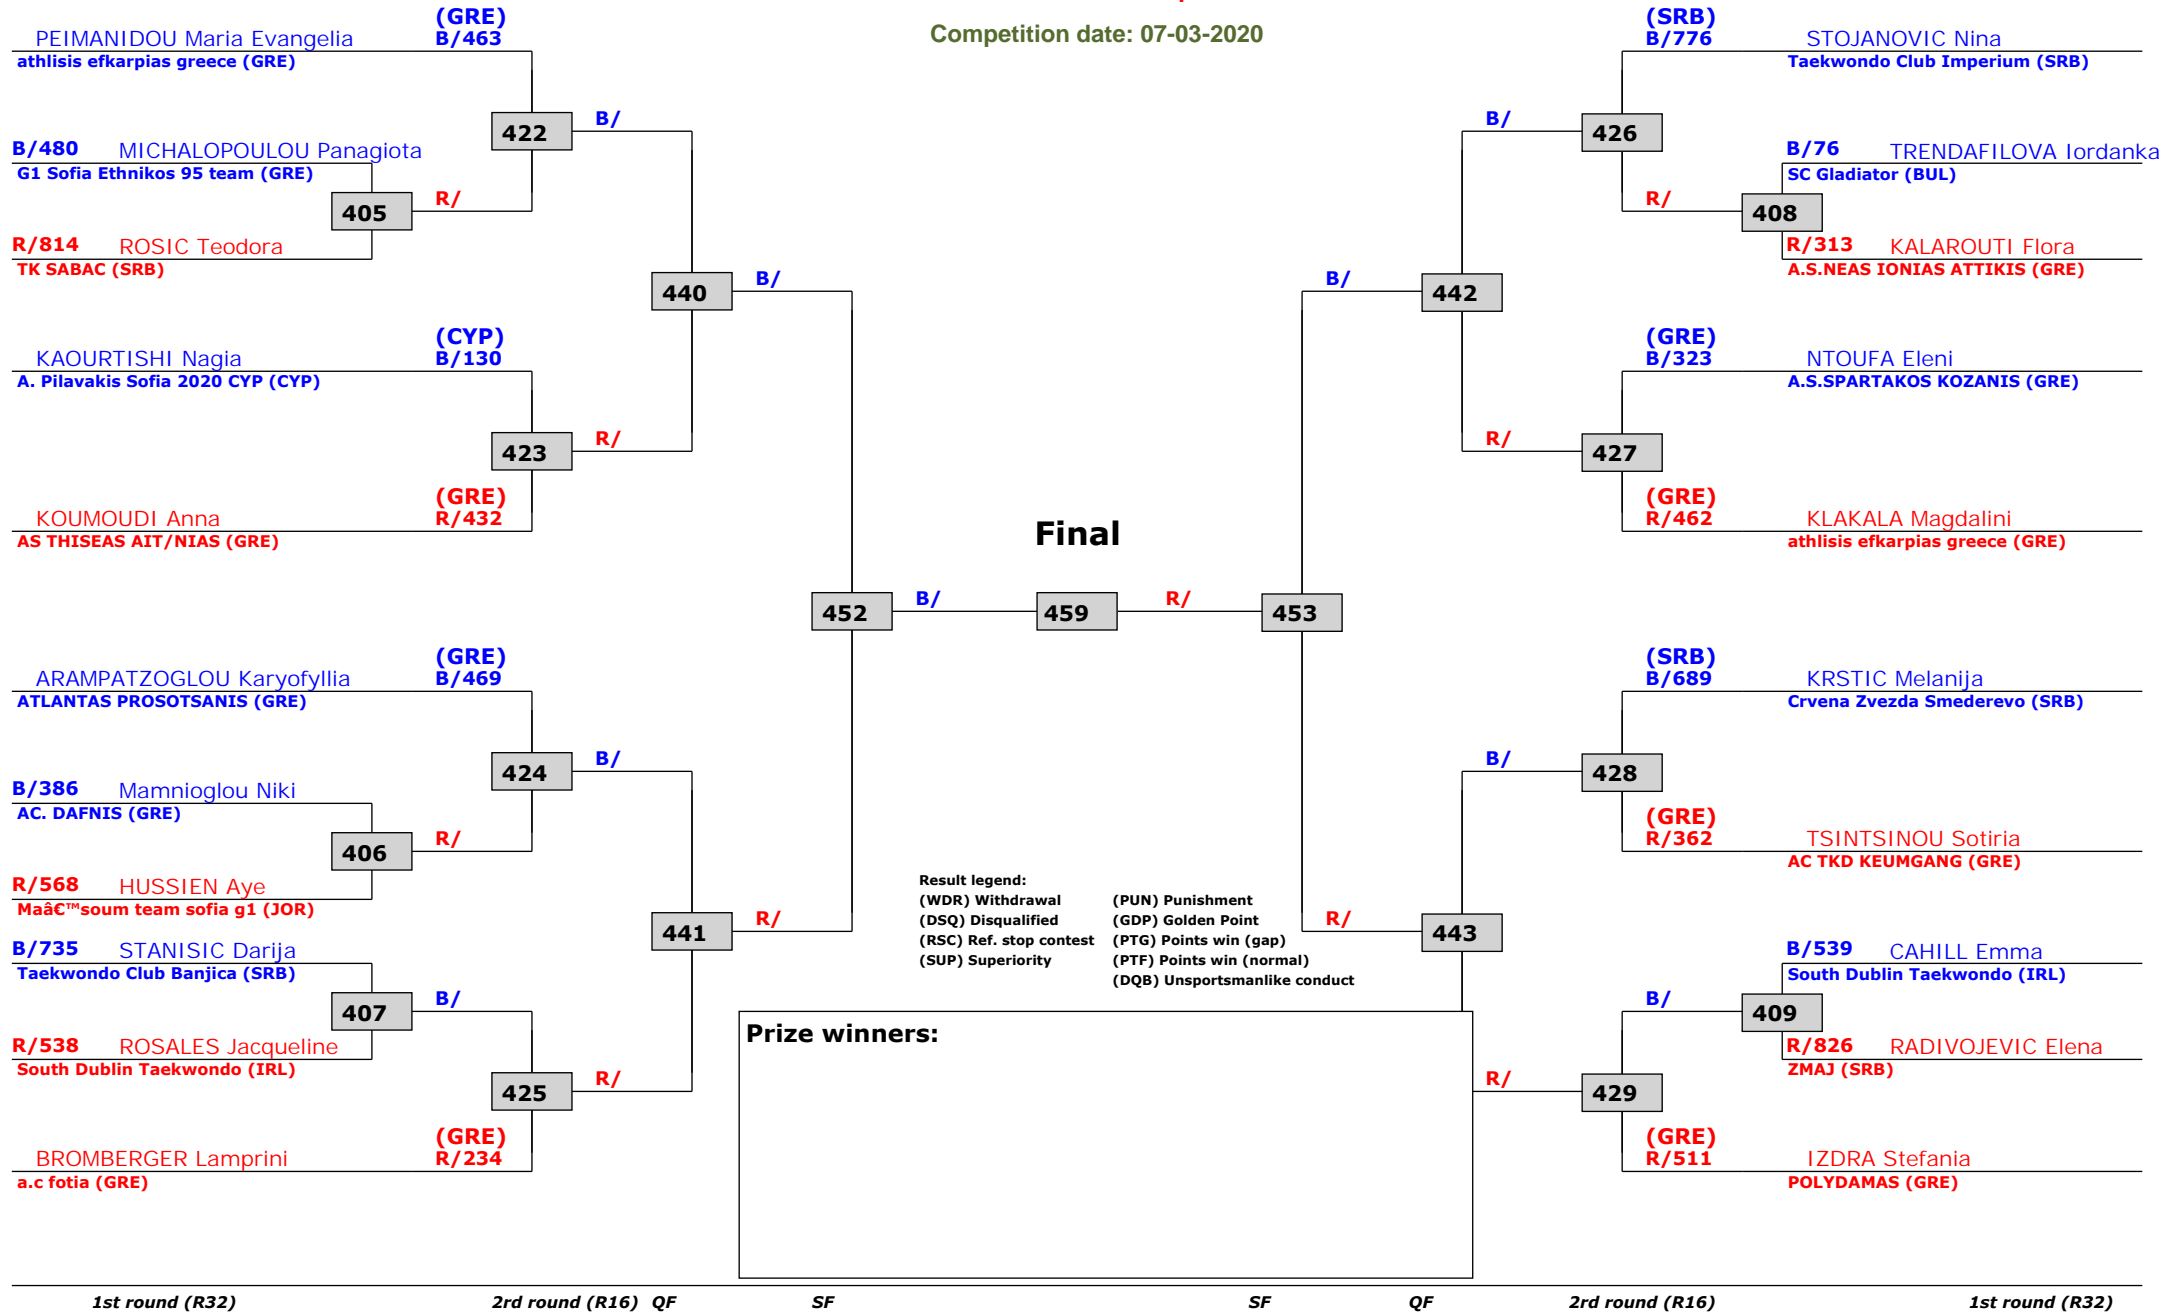 Competition date: 07-03-2020
(GRE)
PEIMANIDOU Maria Evangelia B/463
athlisis efkarpias greece (GRE)
422
B/
B/480 MICHALOPOULOU Panagiota
G1 Sofia Ethnikos 95 team (GRE)
405
R/
R/814 ROSIC Teodora
TK SABAC (SRB)
440
B/
(CYP)
KAOURTISHI Nagia B/130
A. Pilavakis Sofia 2020 CYP (CYP)
423
R/
(GRE)
KOUMOUDI Anna R/432
AS THISEAS AIT/NIAS (GRE)
452
B/
(GRE)
ARAMPATZOGLOU Karyofyllia B/469
ATLANTAS PROSOTSANIS (GRE)
424
B/
B/386 Mamnioglou Niki
AC. DAFNIS (GRE)
406
R/
R/568 HUSSIEN Aye
Maâ€™soum team sofia g1 (JOR)
441
R/
B/735 STANISIC Darija
Taekwondo Club Banjica (SRB)
407
B/
R/538 ROSALES Jacqueline
South Dublin Taekwondo (IRL)
425
R/
(GRE)
BROMBERGER Lamprini R/234
a.c fotia (GRE)
Final
459
R/
453
(SRB)
B/776 STOJANOVIC Nina
Taekwondo Club Imperium (SRB)
B/
426
B/76 TRENDAFILOVA Iordanka
SC Gladiator (BUL)
R/
408
R/313 KALAROUTI Flora
A.S.NEAS IONIAS ATTIKIS (GRE)
B/
442
(GRE)
B/323 NTOUFA Eleni
A.S.SPARTAKOS KOZANIS (GRE)
R/
427
(GRE)
R/462 KLAKALA Magdalini
athlisis efkarpias greece (GRE)
(SRB)
B/689 KRSTIC Melanija
Crvena Zvezda Smederevo (SRB)
B/
428
(GRE)
R/362 TSINTSINOU Sotiria
AC TKD KEUMGANG (GRE)
R/
443
B/539 CAHILL Emma
South Dublin Taekwondo (IRL)
B/
409
R/826 RADIVOJEVIC Elena
ZMAJ (SRB)
R/
429
(GRE)
R/511 IZDRA Stefania
POLYDAMAS (GRE)
Result legend:
(WDR) Withdrawal (PUN) Punishment
(DSQ) Disqualified (GDP) Golden Point
(RSC) Ref. stop contest (PTG) Points win (gap)
(SUP) Superiority (PTF) Points win (normal)
(DQB) Unsportsmanlike conduct
Prize winners:
1st round (R32) 2rd round (R16) QF SF SF QF 2rd round (R16) 1st round (R32)